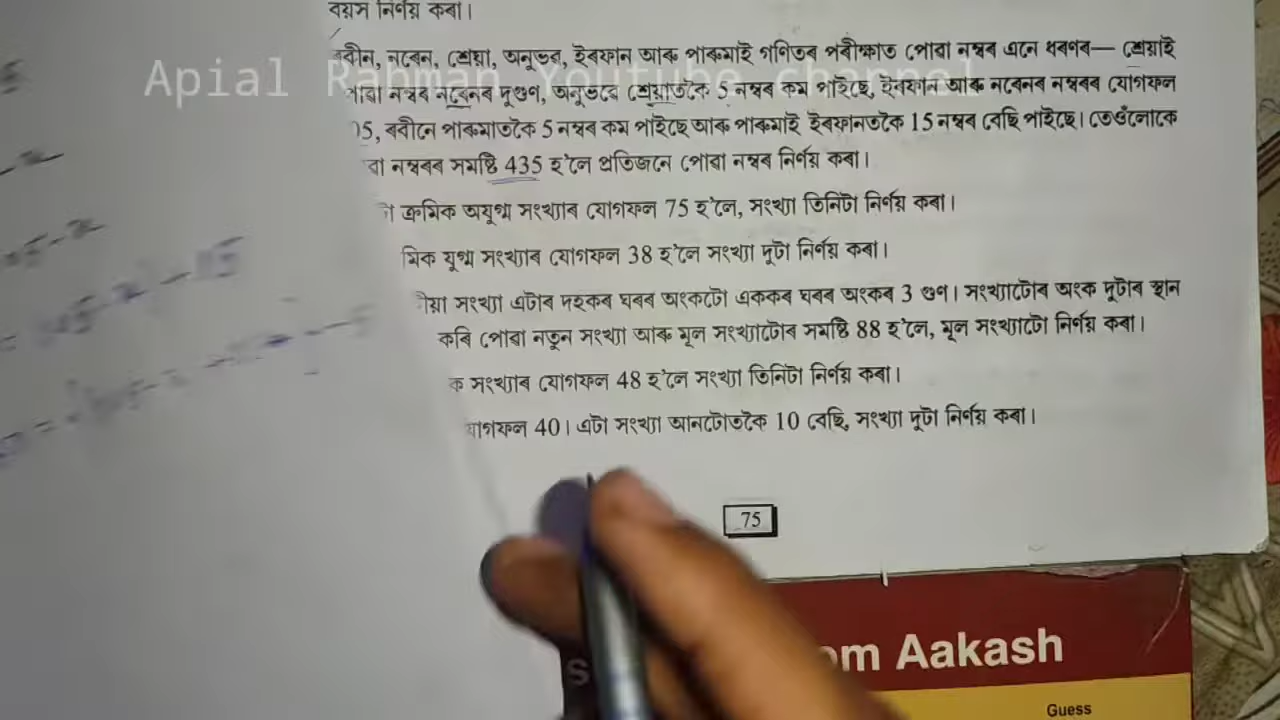 বয়স নিৰ্ণয় কৰা।
ৰবীন, নৰেন, শ্ৰেয়া, অনুভৱ, ইৰফান আৰু পাৰুমাই গণিতৰ পৰীক্ষাত পোৱা নম্বৰ এনে ধৰণৰ— শ্ৰেয়াই
Apial Rahman Youtube channel
নম্বৰ নৰেনৰ দুগুণ, অনুভৱে শ্ৰেয়াতকৈ 5 নম্বৰ কম পাইছে, ইৰফান আৰু নৰেনৰ নম্বৰৰ যোগফল
05, ৰবীনে পাৰুমাতকৈ 5 নম্বৰ কম পাইছে আৰু পাৰুমাই ইৰফানতকৈ 15 নম্বৰ বেছি পাইছে। তেওঁলোকে
নম্বৰৰ সমষ্টি 435 হ'লে প্ৰতিজনে পোৱা নম্বৰ নিৰ্ণয় কৰা।
ক্ৰমিক অযুগ্ম সংখ্যাৰ যোগফল 75 হ'লে, সংখ্যা তিনিটা নিৰ্ণয় কৰা।
মিক যুগ্ম সংখ্যাৰ যোগফল 38 হ'লে সংখ্যা দুটা নিৰ্ণয় কৰা।
ীয়া সংখ্যা এটাৰ দহকৰ ঘৰৰ অংকটো এককৰ ঘৰৰ অংকৰ 3 গুণ। সংখ্যাটোৰ অংক দুটাৰ স্থান
কৰি পোৱা নতুন সংখ্যা আৰু মূল সংখ্যাটোৰ সমষ্টি 88 হ'লে, মূল সংখ্যাটো নিৰ্ণয় কৰা।
ক সংখ্যাৰ যোগফল 48 হ'লে সংখ্যা তিনিটা নিৰ্ণয় কৰা।
যাগফল 40। এটা সংখ্যা আনটোতকৈ 10 বেছি, সংখ্যা দুটা নিৰ্ণয় কৰা।
75
om Aakash
Guess